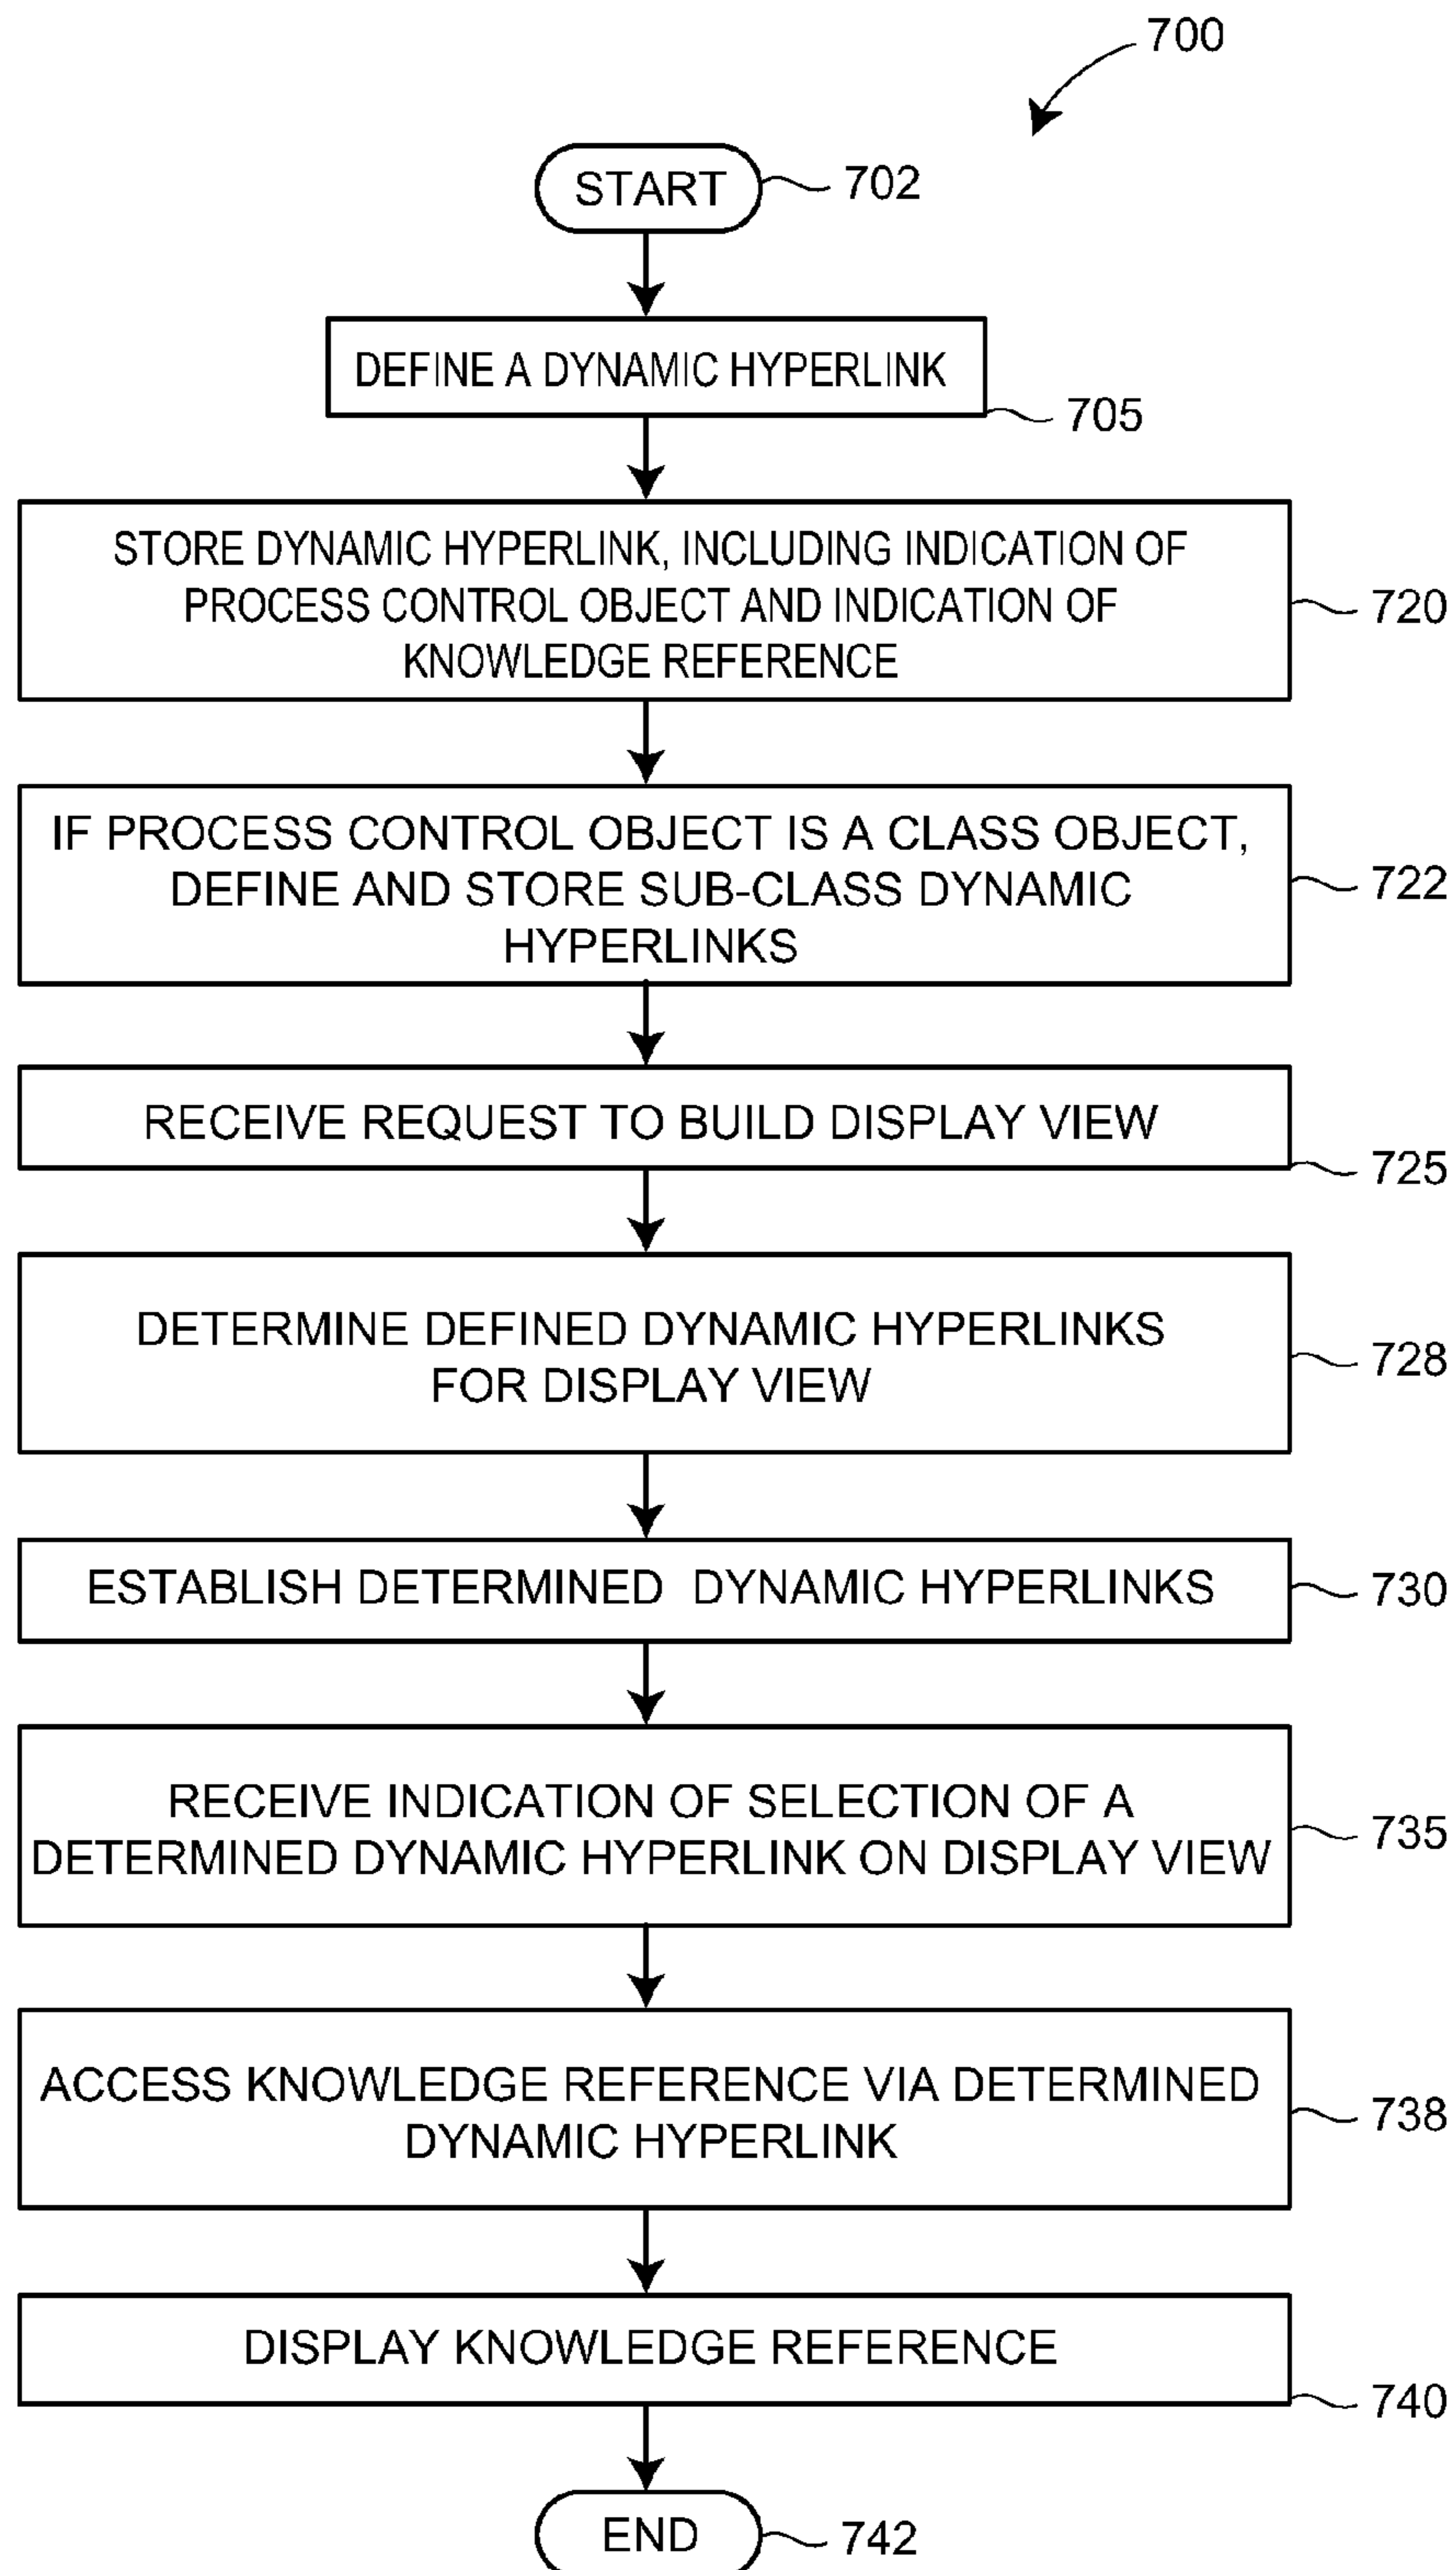 700
START
702
DEFINE A DYNAMIC HYPERLINK
705
STORE DYNAMIC HYPERLINK, INCLUDING INDICATION OF
PROCESS CONTROL OBJECT AND INDICATION OF
KNOWLEDGE REFERENCE
720
IF PROCESS CONTROL OBJECT IS A CLASS OBJECT,
DEFINE AND STORE SUB-CLASS DYNAMIC
HYPERLINKS
722
RECEIVE REQUEST TO BUILD DISPLAY VIEW
725
DETERMINE DEFINED DYNAMIC HYPERLINKS
FOR DISPLAY VIEW
728
ESTABLISH DETERMINED DYNAMIC HYPERLINKS
730
RECEIVE INDICATION OF SELECTION OF A
DETERMINED DYNAMIC HYPERLINK ON DISPLAY VIEW
735
ACCESS KNOWLEDGE REFERENCE VIA DETERMINED
DYNAMIC HYPERLINK
738
DISPLAY KNOWLEDGE REFERENCE
740
END
742